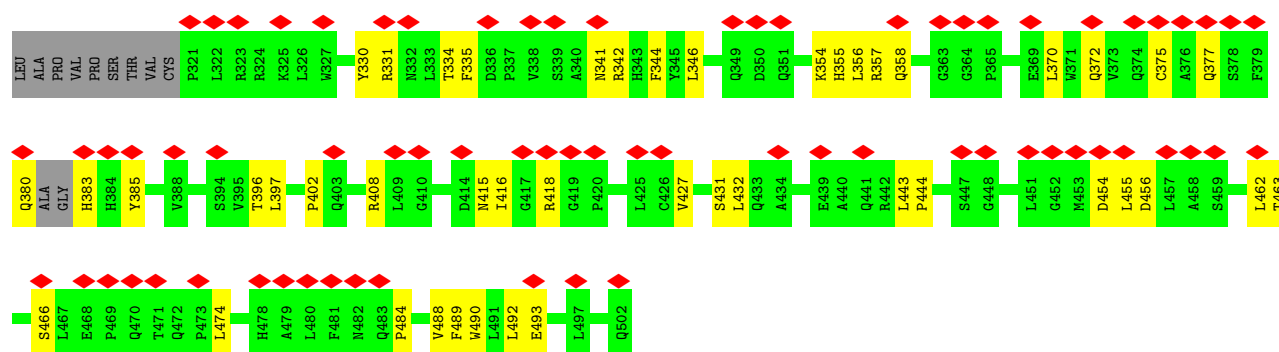 LEU ALA PRO VAL PRO SER THR VAL CYS P321 L322 R323 R324 K325 L326 W327 Y330 R331 N332 L333 T334 F335 D336 P337 V338 S339 A340 N341 R342 H343 F344 Y345 L346 Q349 D350 Q351 K354 H355 L356 R357 Q358 G363 G364 P365 E369 L370 W371 Q372 V373 Q374 C375 A376 Q377 S378 F379
Q380 ALA GLY H383 H384 Y385 V388 S394 V395 T396 L397 P402 Q403 R408 L409 G410 D414 N415 I416 G417 R418 G419 P420 L425 C426 V427 S431 L432 Q433 A434 E439 A440 Q441 R442 L443 P444 S447 G448 L451 G452 M453 D454 L455 D456 L457 A458 S459 L462 T463
S466 L467 E468 P469 Q470 T471 Q472 P473 L474 H478 A479 L480 F481 N482 Q483 P484 V488 F489 W490 L491 L492 E493 L497 Q502